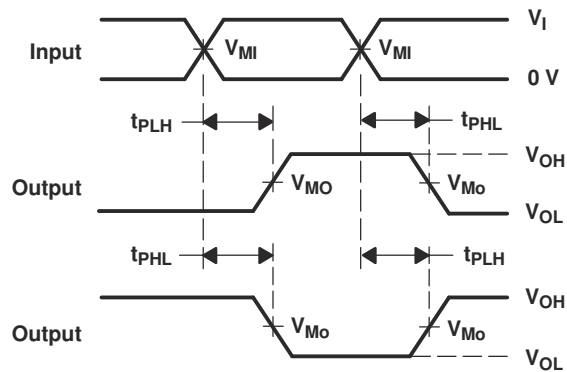 Input V_MI V_MI V_I
0 V
t_PLH t_PHL
Output V_MO V_Mo V_OH
V_OL
t_PHL t_PLH
Output V_Mo V_Mo V_OH
V_OL